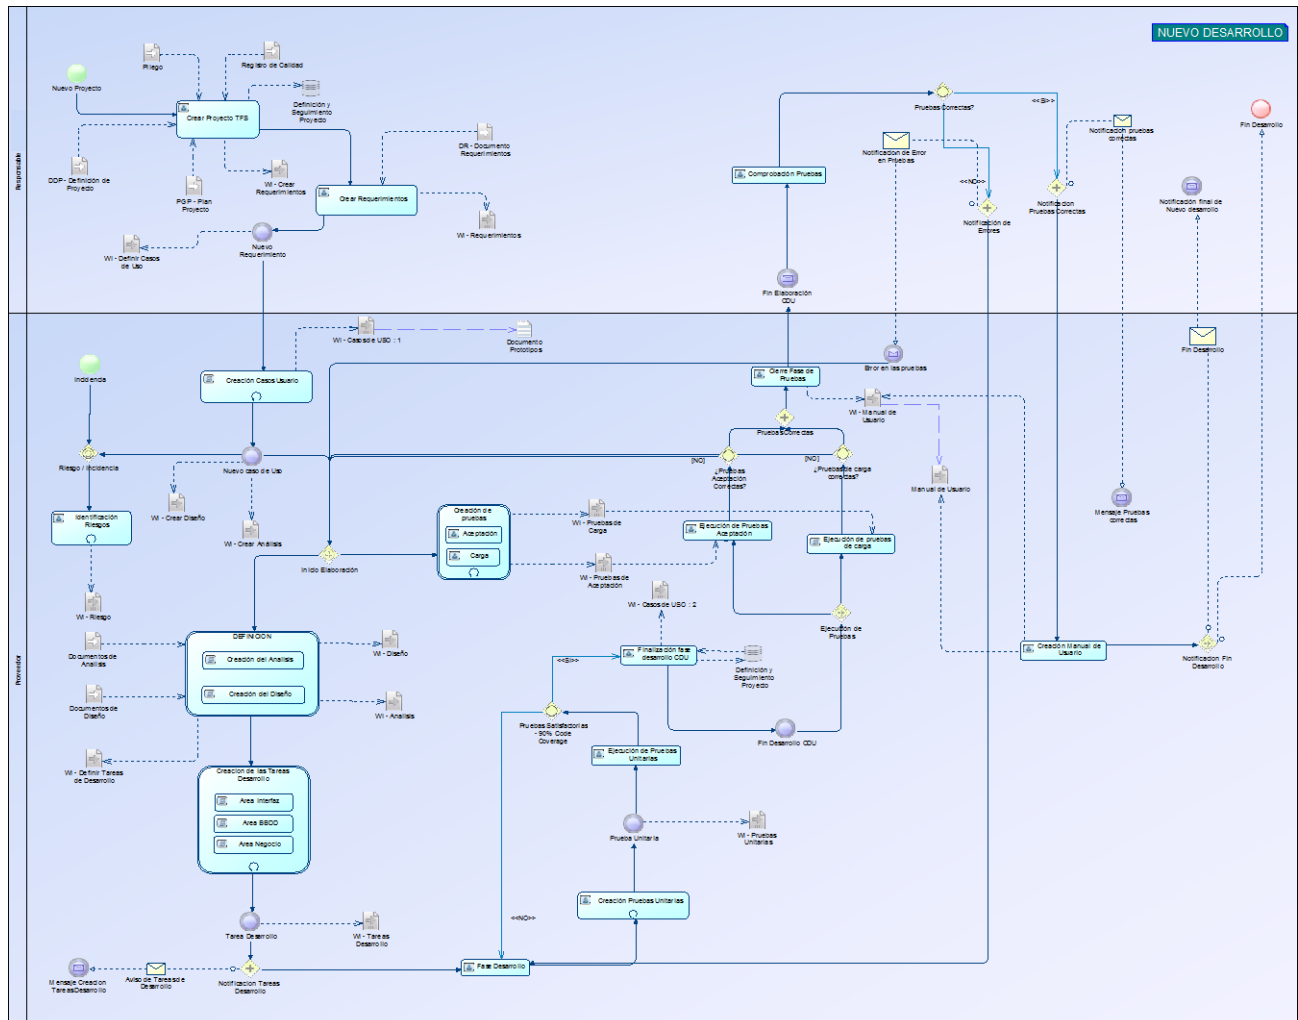 NUEVO DESARROLLO
Responsable
Nuevo Proyecto
Pliego
Registro de Calidad
Definición y
Seguimiento
Proyecto
Crear Proyecto TFS
DDP - Definición de
Proyecto
PGP - Plan
Proyecto
WI - Crear
Requerimientos
DR - Documento
Requerimientos
Crear Requerimientos
WI - Requerimientos
Nuevo
Requerimiento
WI - Definir Casos
de Uso
Pruebas Correctas?
<<SI>>
<<NO>>
Notificación de Error
en Pruebas
Comprobación Pruebas
Notificación de
Errores
Notificacion
Pruebas Correctas
Notificación pruebas
correctas
Fin Desarrollo
Notificación final de
Nuevo desarrollo
Fin Elaboración
CDU
Proveedor
Incidencia
WI - Casos de USO : 1
Documento
Prototipos
Creación Casos Usuario
Riesgo / Incidencia
Nuevo caso de Uso
WI - Crear Diseño
WI - Crear Análisis
Identificación
Riesgos
WI - Riesgo
Inicio Elaboración
Creación de
pruebas
Aceptación
Carga
WI - Pruebas de
Carga
WI - Pruebas de
Aceptación
Error en las pruebas
Cierre Fase de
Pruebas
Pruebas Correctas
[NO]
¿Pruebas
Aceptación
Correctas?
[NO]
¿Pruebas de carga
correctas?
Ejecución de Pruebas
Aceptación
Ejecución de pruebas
de carga
Ejecución de
Pruebas
WI - Manual de
Usuario
Manual de Usuario
Fin Desarrollo
Mensaje Pruebas
correctas
Creación Manual de
Usuario
Notificacion Fin
Desarrollo
DEFINICION
Creación del Analisis
Creación del Diseño
Documentos de
Analisis
Documentos de
Diseño
WI - Diseño
WI - Analisis
WI - Definir Tareas
de Desarrollo
Creacion de las Tareas
Desarrollo
Area Interfaz
Area BBDD
Area Negocio
Tarea Desarrollo
WI - Tareas
Desarrollo
Notificacion Tareas
Desarrollo
Aviso de Tareas de
Desarrollo
Mensaje Creacion
Tareas Desarrollo
Fase Desarrollo
<<NO>>
<<SI>>
Creación Pruebas Unitarias
Prueba Unitaria
WI - Pruebas
Unitarias
Ejecución de Pruebas
Unitarias
Pruebas Satisfactorias
- 90% Code
Coverage
Finalización fase
desarrollo CDU
WI - Casos de USO : 2
Definición y
Seguimiento
Proyecto
Fin Desarrollo CDU